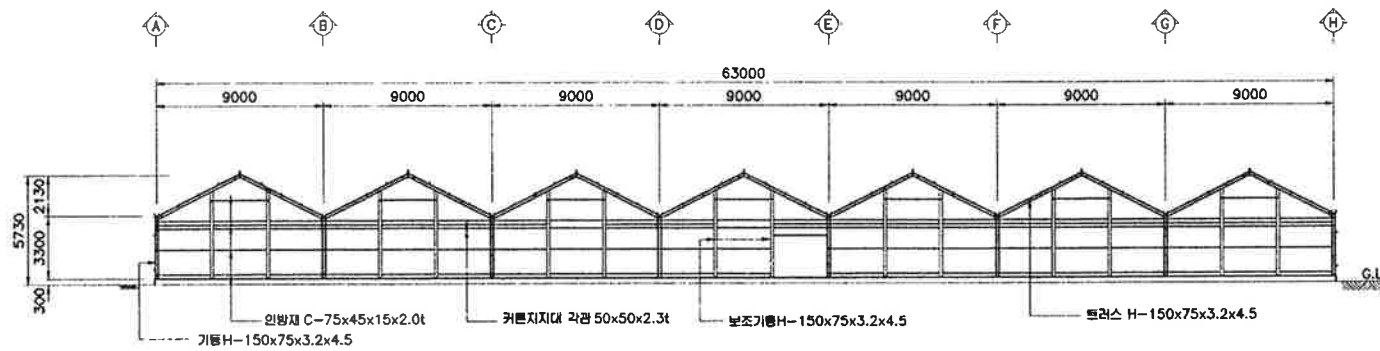 A B C D E F G H
63000
9000 9000 9000 9000 9000 9000 9000
5730
2130
3300
300
G.L
인방재 C-75x45x15x2.0t
커튼지지대 각관 50x50x2.3t
보조기둥H-150x75x3.2x4.5
트러스 H-150x75x3.2x4.5
기둥H-150x75x3.2x4.5